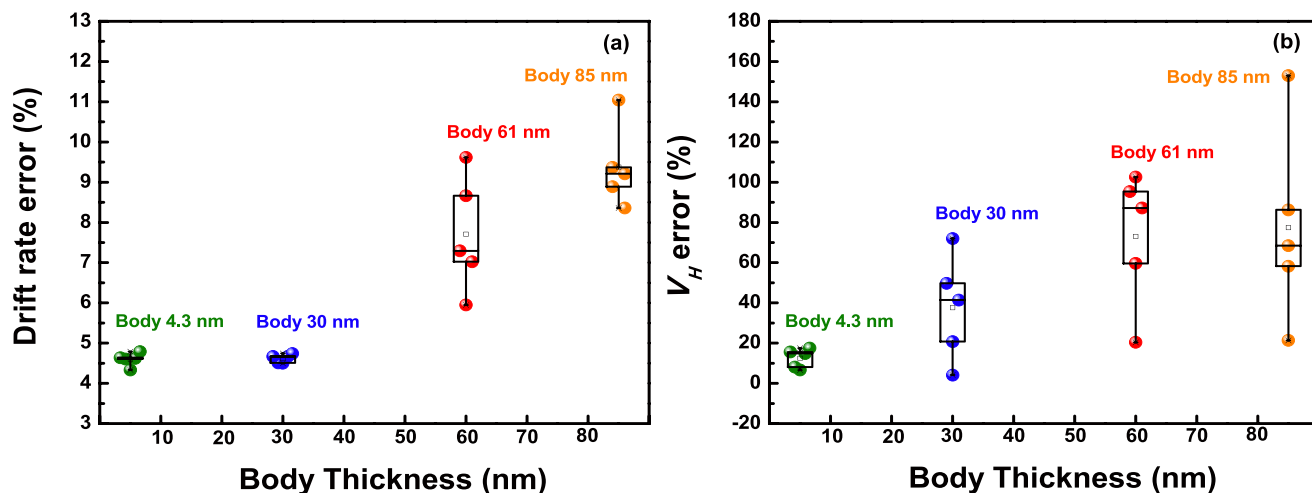 (a)
Drift rate error (%)
13
12
11
10
9
8
7
6
5
4
3
Body 4.3 nm
Body 30 nm
Body 61 nm
Body 85 nm
10 20 30 40 50 60 70 80
Body Thickness (nm)
(b)
V_H error (%)
180
160
140
120
100
80
60
40
20
0
-20
Body 4.3 nm
Body 30 nm
Body 61 nm
Body 85 nm
10 20 30 40 50 60 70 80
Body Thickness (nm)